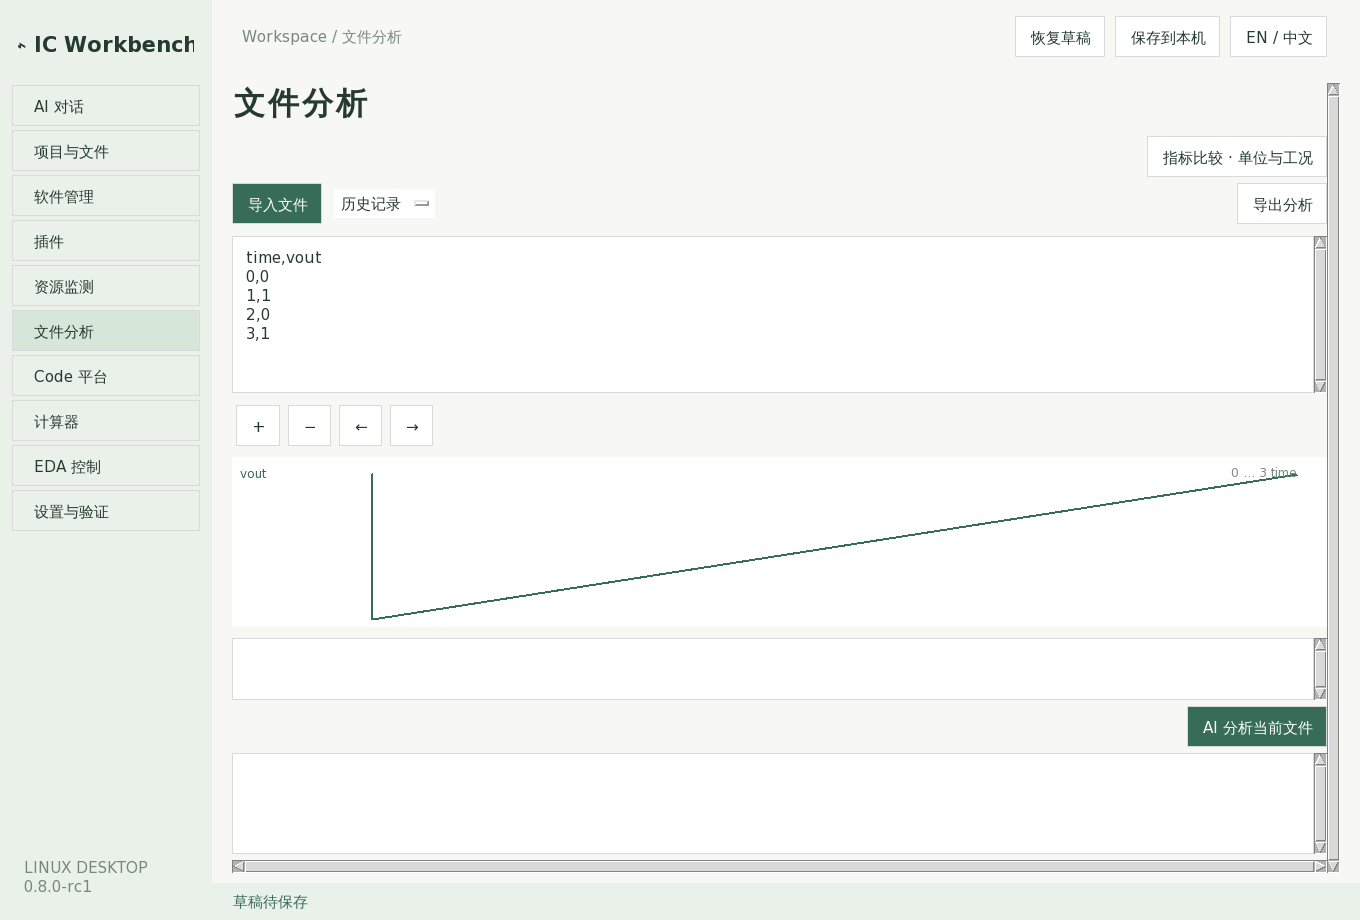 IC Workbench
AI 对话
项目与文件
软件管理
插件
资源监测
文件分析
Code 平台
计算器
EDA 控制
设置与验证
LINUX DESKTOP
0.8.0-rc1
Workspace / 文件分析
恢复草稿
保存到本机
EN / 中文
文件分析
指标比较 · 单位与工况
导入文件
历史记录
导出分析
time,vout
0,0
1,1
2,0
3,1
+
−
←
→
vout
0 … 3 time
AI 分析当前文件
草稿待保存